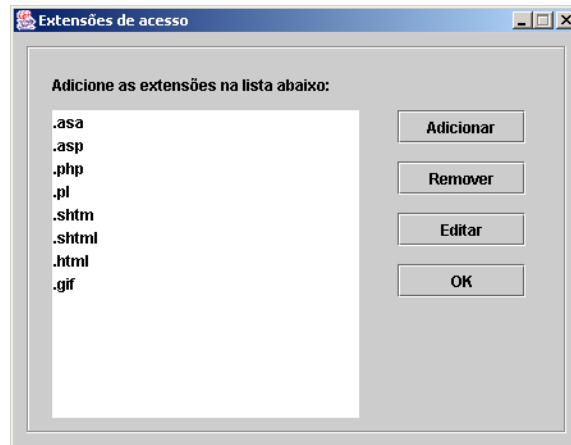 Extensões de acesso
Adicione as extensões na lista abaixo:
.asa
.asp
.php
.pl
.shtm
.shtml
.html
.gif
Adicionar
Remover
Editar
OK